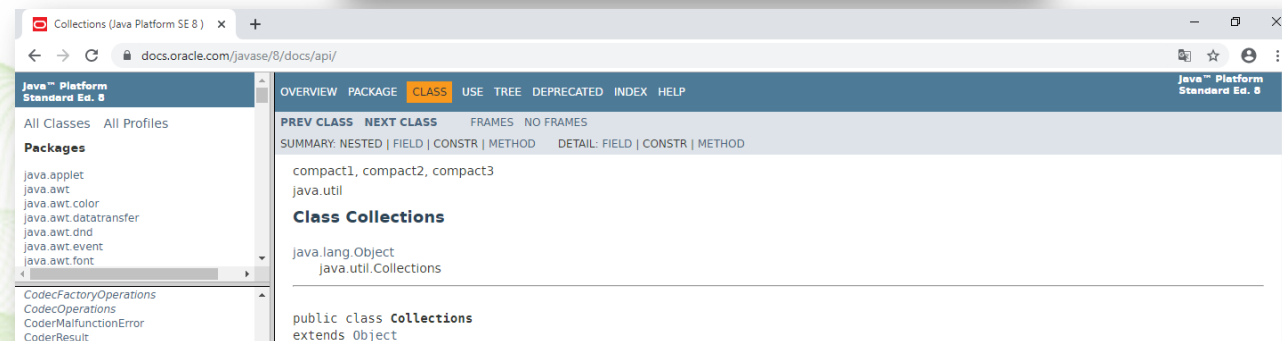 Collections (Java Platform SE 8 )
docs.oracle.com/javase/8/docs/api/
Java™ Platform
Standard Ed. 8
All Classes All Profiles
Packages
java.applet
java.awt
java.awt.color
java.awt.datatransfer
java.awt.dnd
java.awt.event
java.awt.font
CodecFactoryOperations
CodecOperations
CoderMalfunctionError
CoderResult
OVERVIEW PACKAGE CLASS USE TREE DEPRECATED INDEX HELP
Java™ Platform
Standard Ed. 8
PREV CLASS NEXT CLASS FRAMES NO FRAMES
SUMMARY: NESTED | FIELD | CONSTR | METHOD DETAIL: FIELD | CONSTR | METHOD
compact1, compact2, compact3
java.util
Class Collections
java.lang.Object
java.util.Collections
public class Collections
extends Object